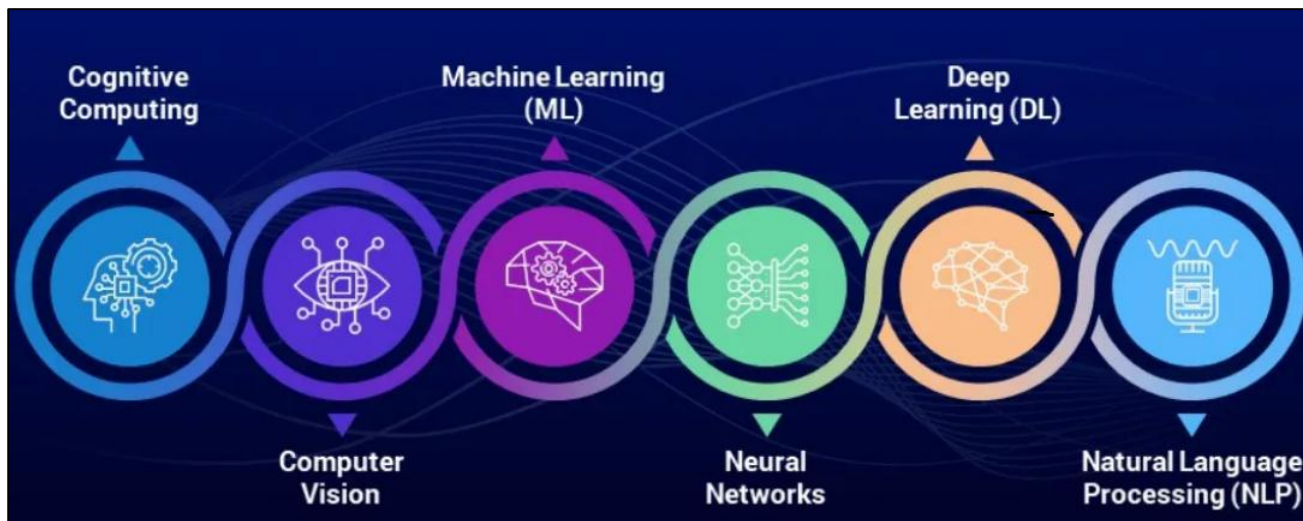 Cognitive
Computing
Machine Learning
(ML)
Deep
Learning (DL)
Computer
Vision
Neural
Networks
Natural Language
Processing (NLP)